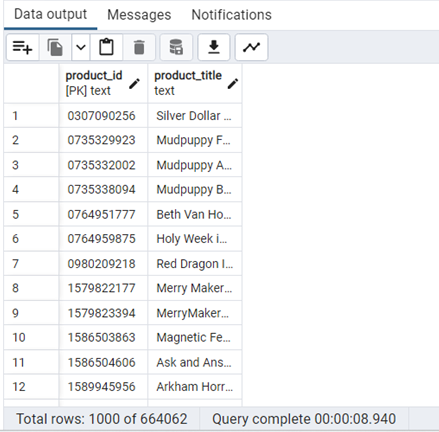 Data output Messages Notifications
product_id product_title
[PK] text text
1 0307090256 Silver Dollar ...
2 0735329923 Mudpuppy F...
3 0735332002 Mudpuppy A...
4 0735338094 Mudpuppy B...
5 0764951777 Beth Van Ho...
6 0764959875 Holy Week i...
7 0980209218 Red Dragon I...
8 1579822177 Merry Maker...
9 1579823394 MerryMaker...
10 1586503863 Magnetic Fe...
11 1586504606 Ask and Ans...
12 1589945956 Arkham Horr...
Total rows: 1000 of 664062 Query complete 00:00:08.940